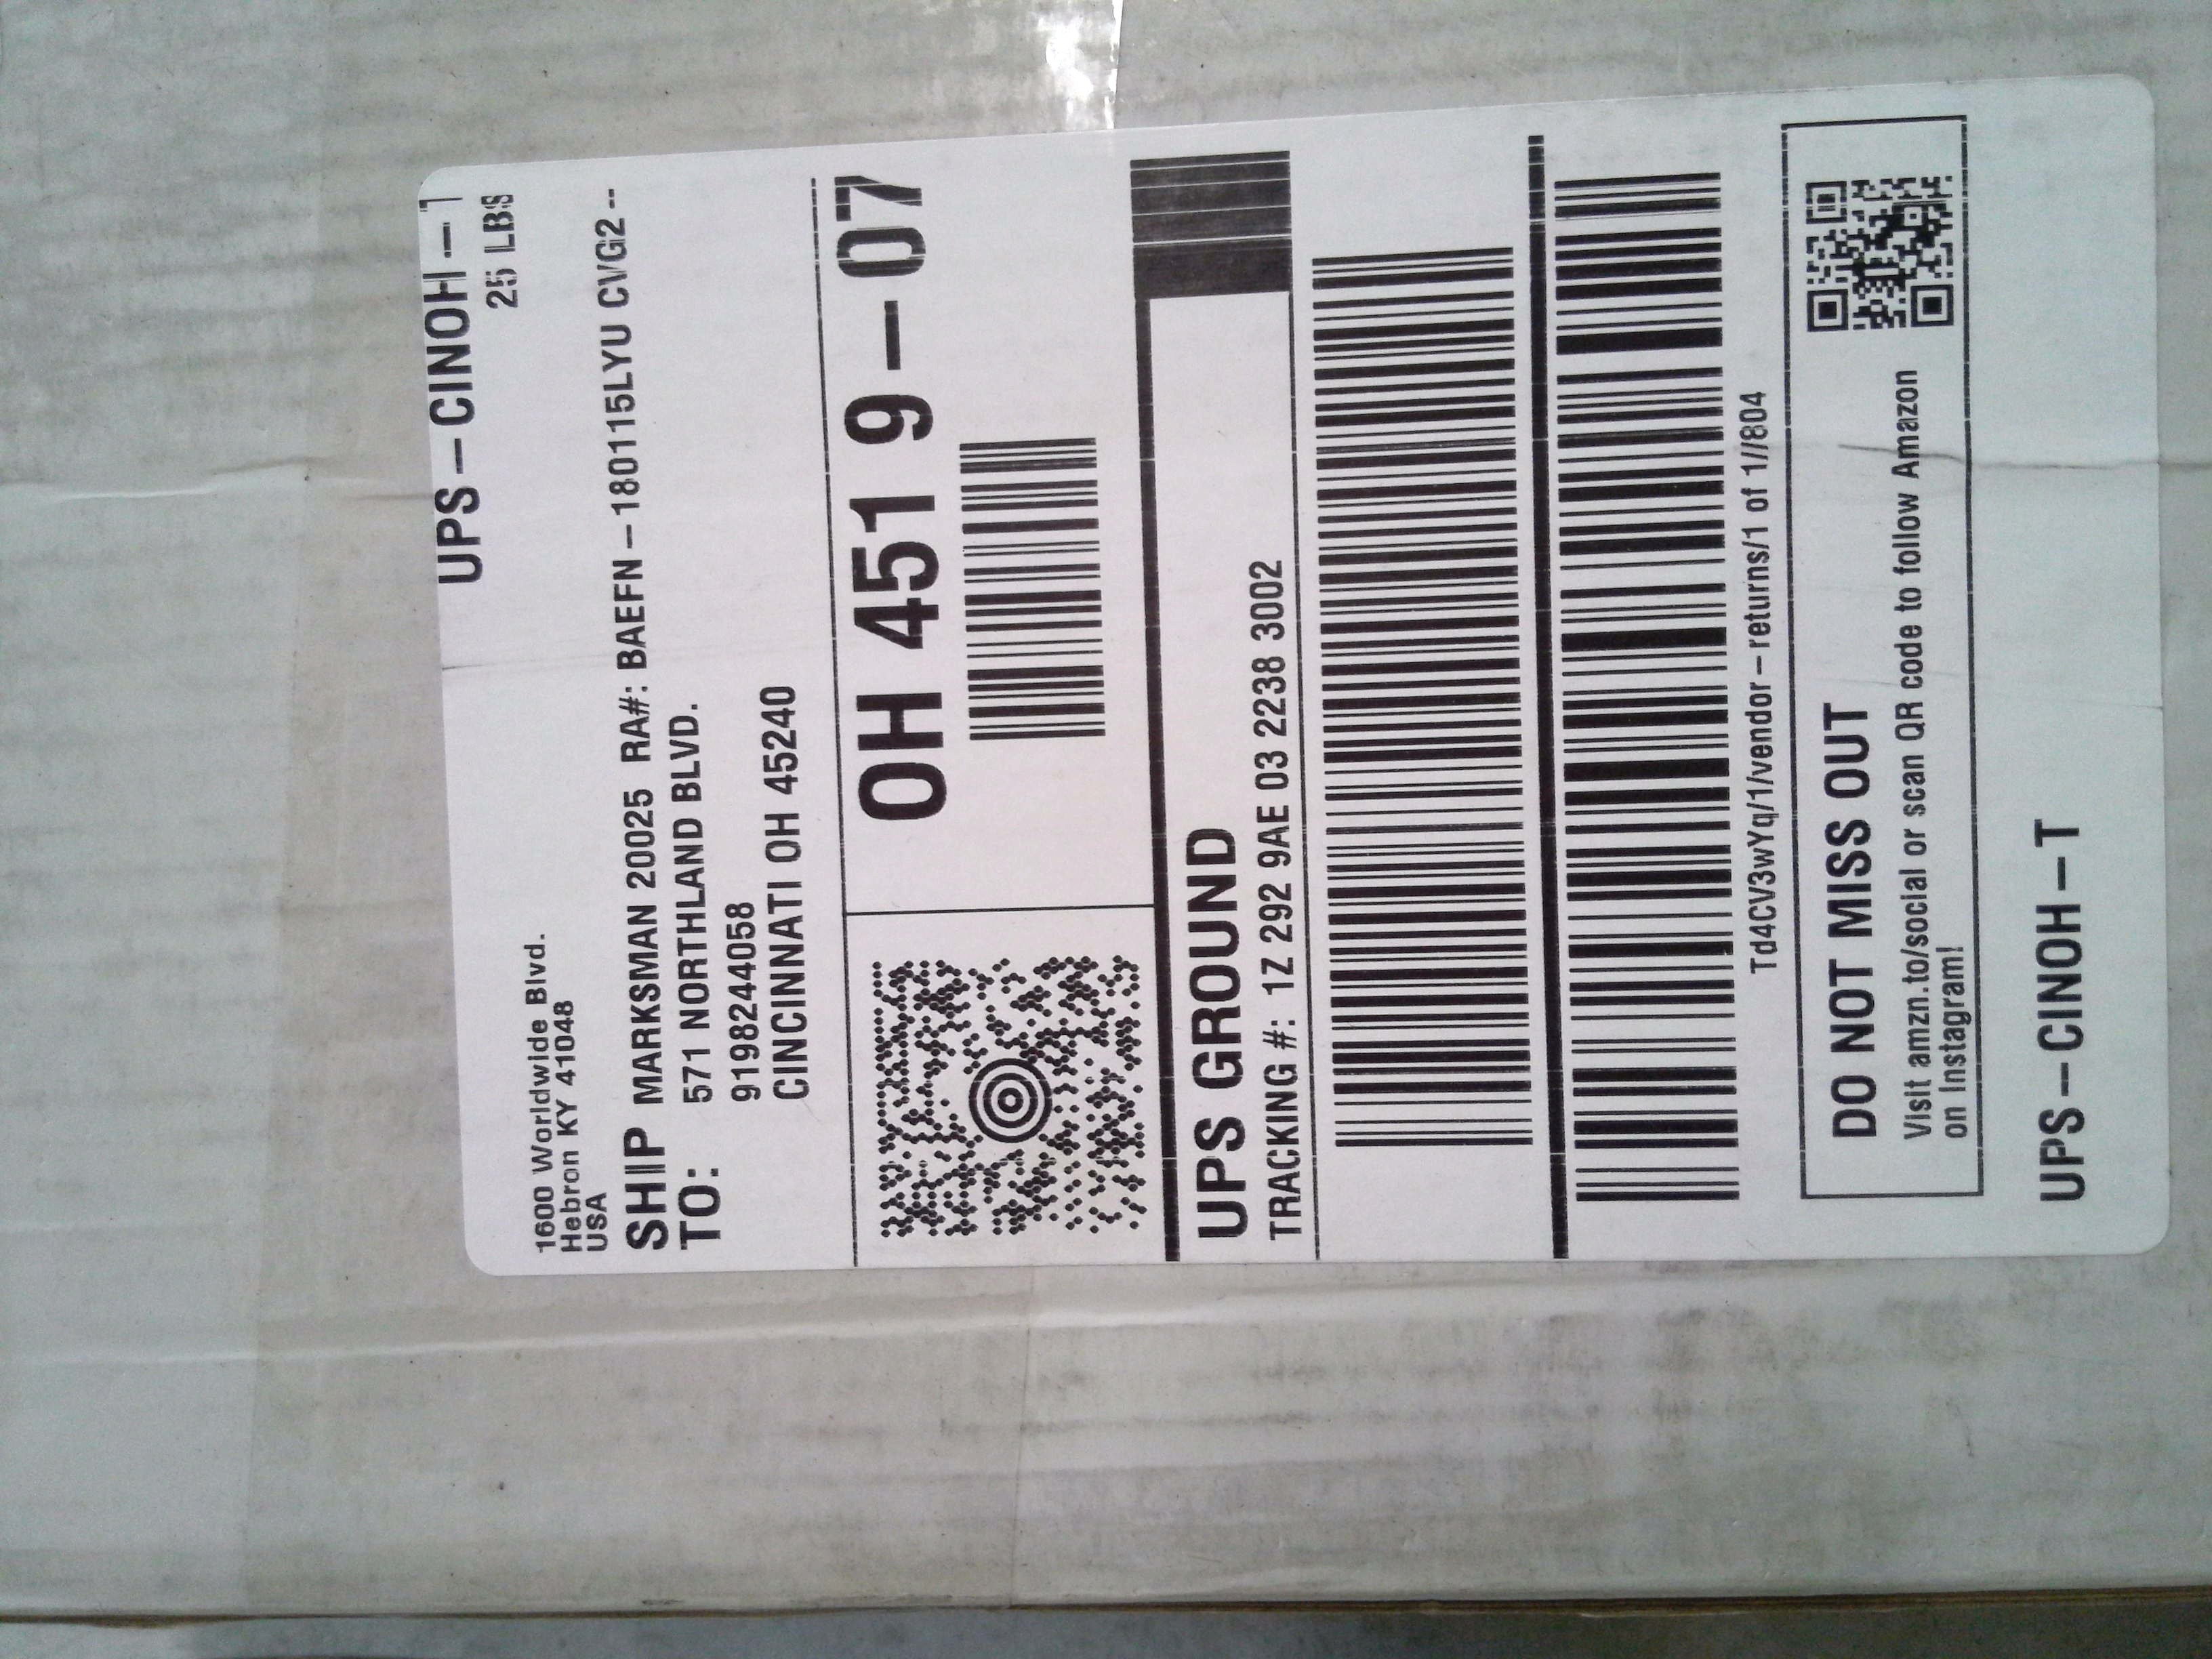 UPS-CINOH-T
25 LBS
1600 Worldwide Blvd.
Hebron KY 41048
USA
SHIP TO:
MARKSMAN 20025 RA#: BAEFN-180115LYU CVG2--
571 NORTHLAND BLVD.
9198244058
CINCINNATI OH 45240
OH 451 9-07
UPS GROUND
TRACKING #: 1Z 292 9AE 03 2238 3002
Td4CV3wYq/1/vendor-returns/1 of 1//804
DO NOT MISS OUT
Visit amzn.to/social or scan QR code to follow Amazon
on Instagram!
UPS-CINOH-T